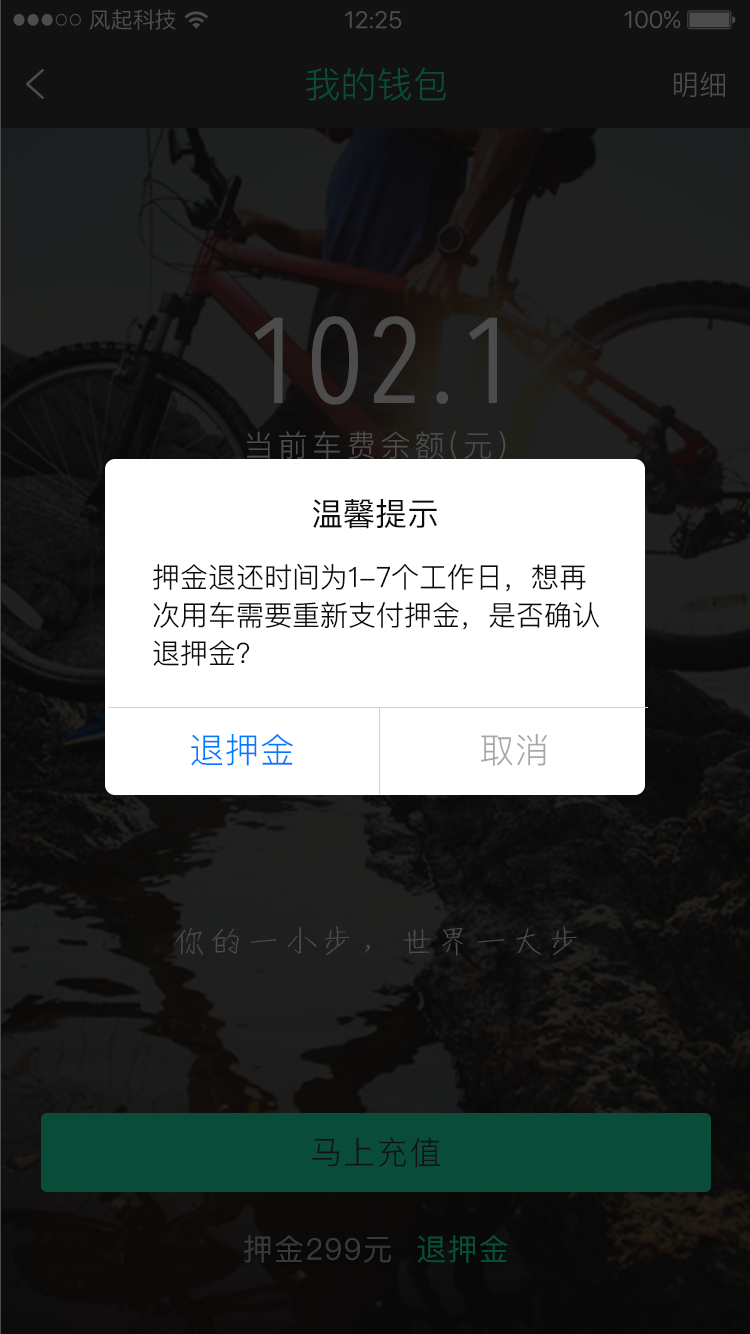 风起科技 12:25 100%
我的钱包 明细
102.1
当前车费余额(元)
温馨提示
押金退还时间为1-7个工作日，想再
次用车需要重新支付押金，是否确认
退押金?
退押金 取消
你的一小步，世界一大步
马上充值
押金299元 退押金